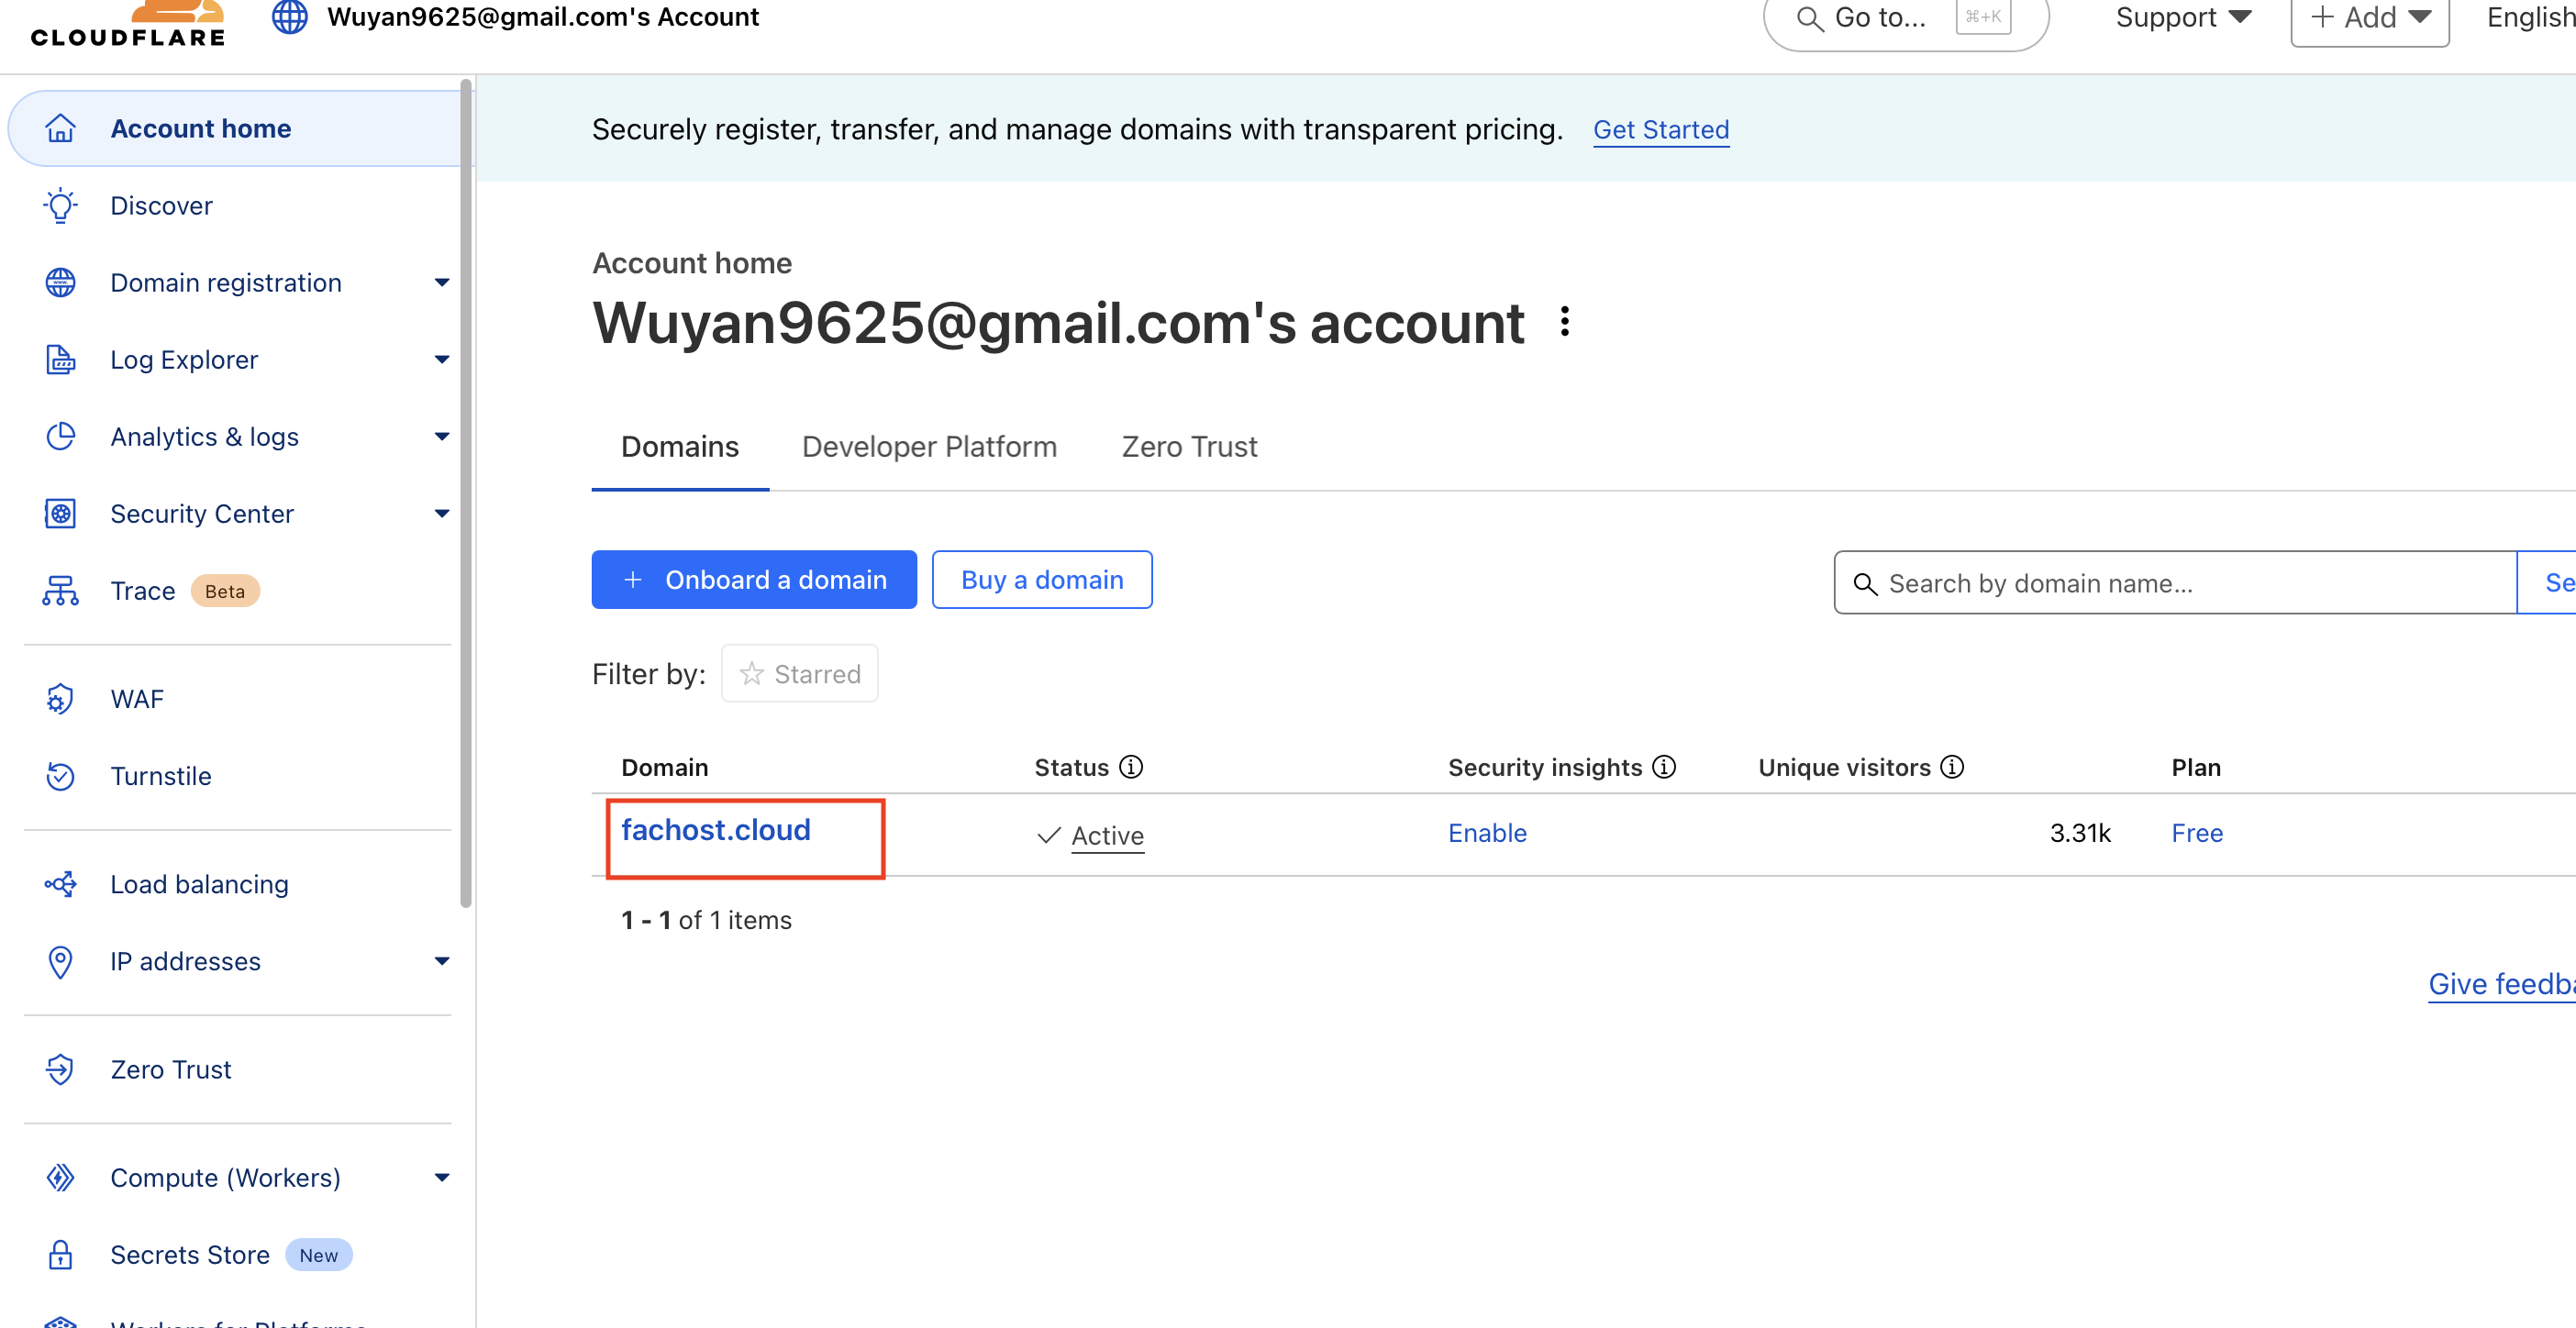 CLOUDFLARE
Wuyan9625@gmail.com's Account
Go to...
⌘+K
Support
+ Add
English
Account home
Discover
Domain registration
Log Explorer
Analytics & logs
Security Center
Trace Beta
WAF
Turnstile
Load balancing
IP addresses
Zero Trust
Compute (Workers)
Secrets Store New
Workers for Platforms
Securely register, transfer, and manage domains with transparent pricing. Get Started
Account home
Wuyan9625@gmail.com's account
Domains Developer Platform Zero Trust
+ Onboard a domain Buy a domain
Search by domain name...
Se
Filter by: Starred
Domain Status Security insights Unique visitors Plan
fachost.cloud Active Enable 3.31k Free
1 - 1 of 1 items
Give feedba